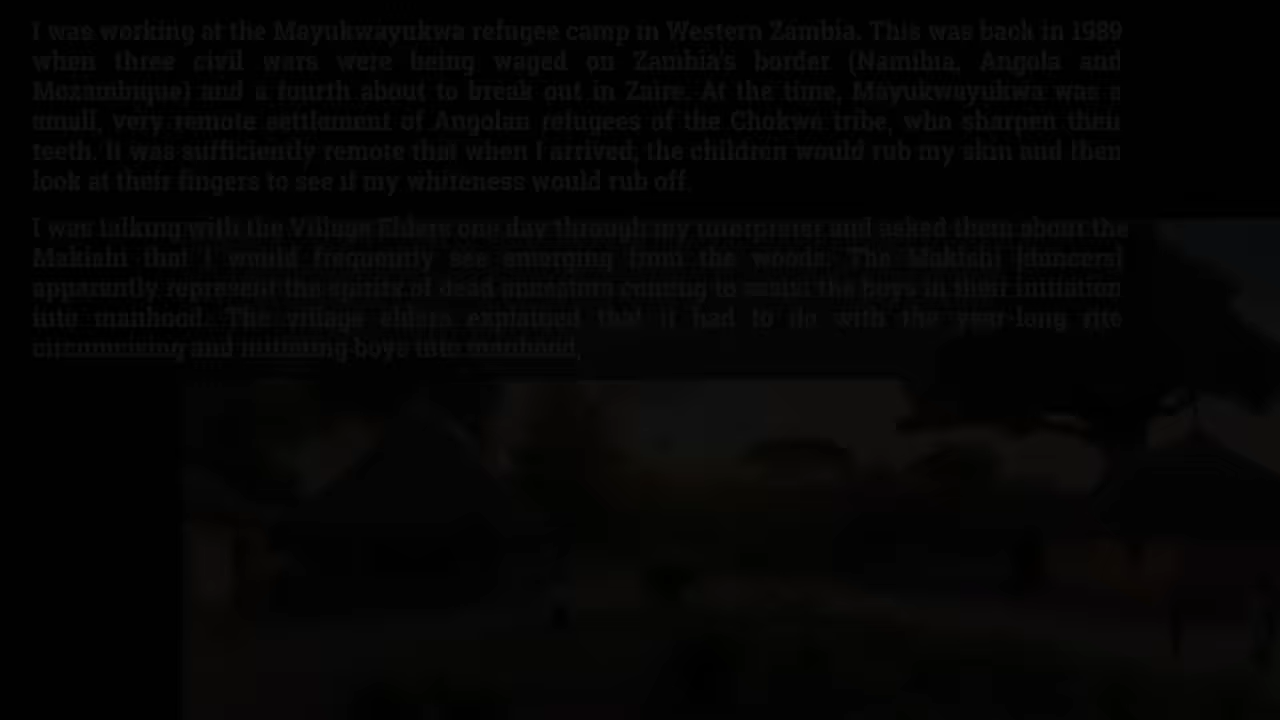 I was working at the Mayukwayukwa refugee camp in Western Zambia. This was back in 1989
when three civil wars were being waged on Zambia's border (Namibia, Angola and
Mozambique) and a fourth about to break out in Zaire. At the time, Mayukwayukwa was a
small, very remote settlement of Angolan refugees of the Chokwe tribe, who sharpen their
teeth. It was sufficiently remote that when I arrived, the children would rub my skin and then
look at their fingers to see if my whiteness would rub off.
I was talking with the Village Elders one day through my interpreter and asked them about the
Makishi that I would frequently see emerging from the woods. The Makishi [dancers]
apparently represent the spirits of dead ancestors coming to assist the boys in their initiation
into manhood. The village elders explained that it had to do with the year-long rite
circumcising and initiating boys into manhood.